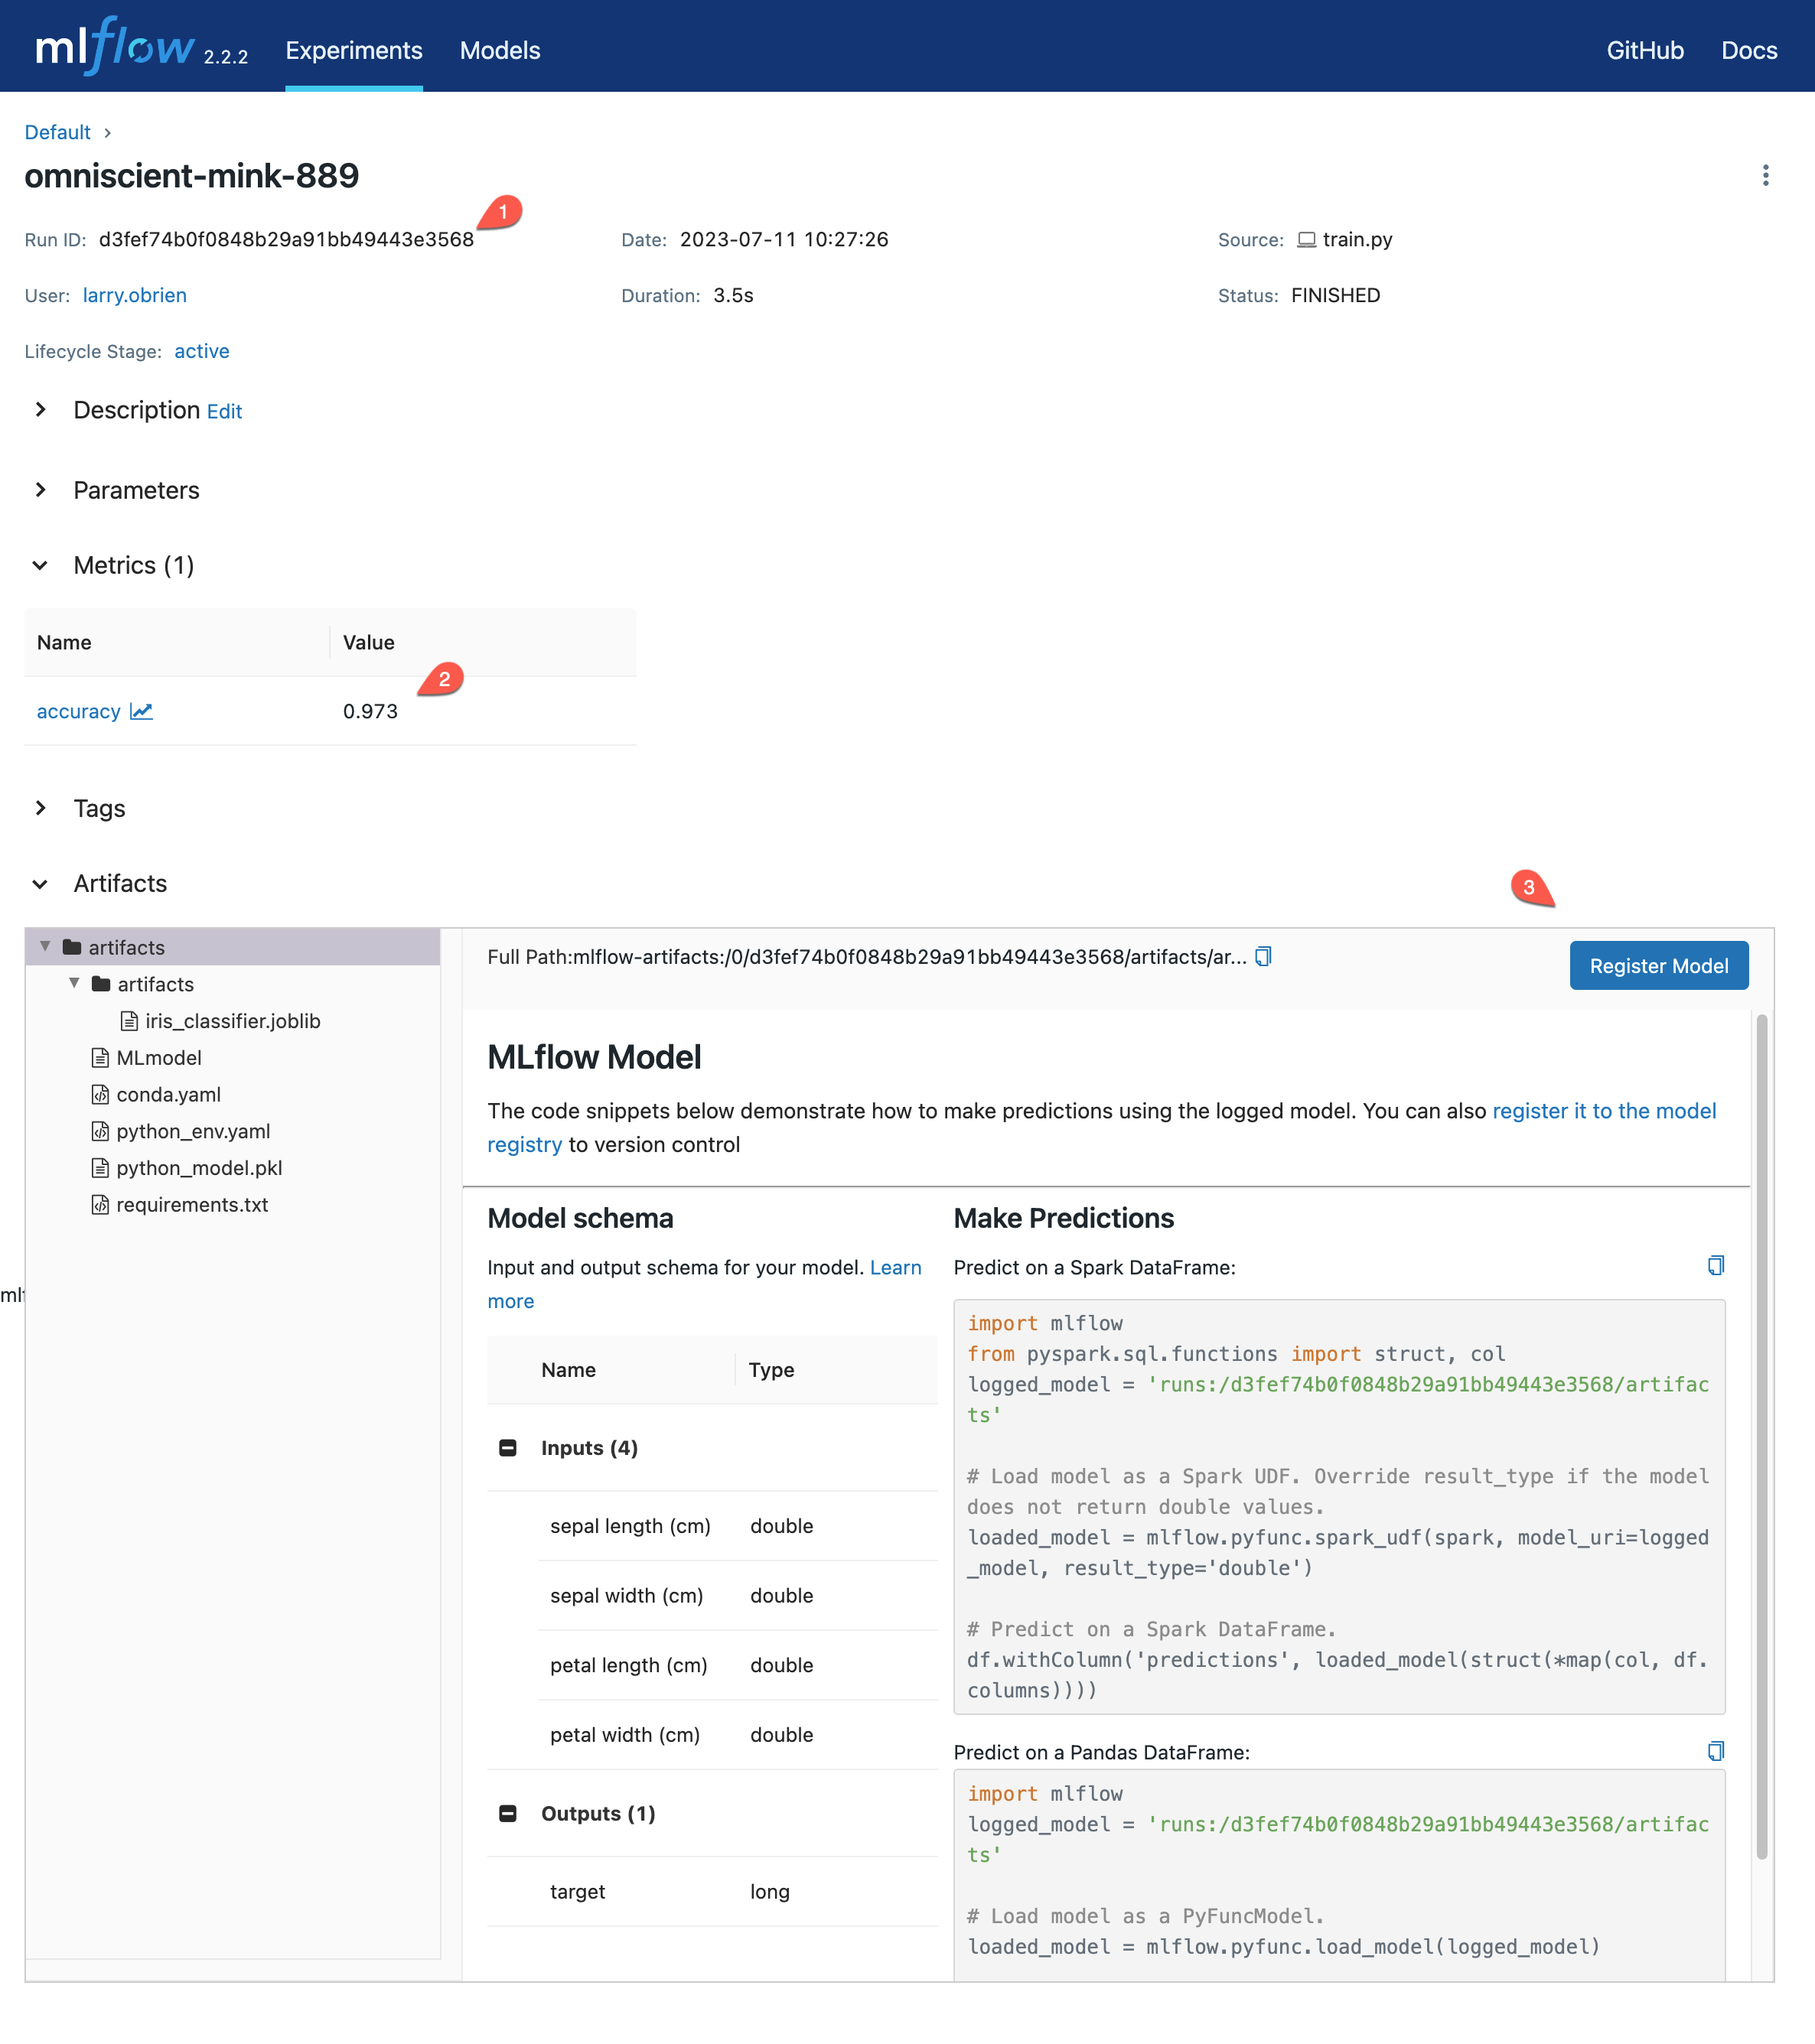 mlflow 2.2.2 Experiments Models GitHub Docs
Default
omniscient-mink-889
1
Run ID: d3fef74b0f0848b29a91bb49443e3568 Date: 2023-07-11 10:27:26 Source: train.py
User: larry.obrien Duration: 3.5s Status: FINISHED
Lifecycle Stage: active
Description Edit
Parameters
Metrics (1)
Name Value
2
accuracy 0.973
Tags
Artifacts
3
artifacts
artifacts
iris_classifier.joblib
MLmodel
conda.yaml
python_env.yaml
python_model.pkl
requirements.txt
Full Path:mlflow-artifacts:/0/d3fef74b0f0848b29a91bb49443e3568/artifacts/ar...
Register Model
MLflow Model
The code snippets below demonstrate how to make predictions using the logged model. You can also register it to the model
registry to version control
Model schema
Input and output schema for your model. Learn
more
Name Type
Inputs (4)
sepal length (cm) double
sepal width (cm) double
petal length (cm) double
petal width (cm) double
Outputs (1)
target long
Make Predictions
Predict on a Spark DataFrame:
import mlflow
from pyspark.sql.functions import struct, col
logged_model = 'runs:/d3fef74b0f0848b29a91bb49443e3568/artifac
ts'
# Load model as a Spark UDF. Override result_type if the model
does not return double values.
loaded_model = mlflow.pyfunc.spark_udf(spark, model_uri=logged
_model, result_type='double')
# Predict on a Spark DataFrame.
df.withColumn('predictions', loaded_model(struct(*map(col, df.
columns))))
Predict on a Pandas DataFrame:
import mlflow
logged_model = 'runs:/d3fef74b0f0848b29a91bb49443e3568/artifac
ts'
# Load model as a PyFuncModel.
loaded_model = mlflow.pyfunc.load_model(logged_model)